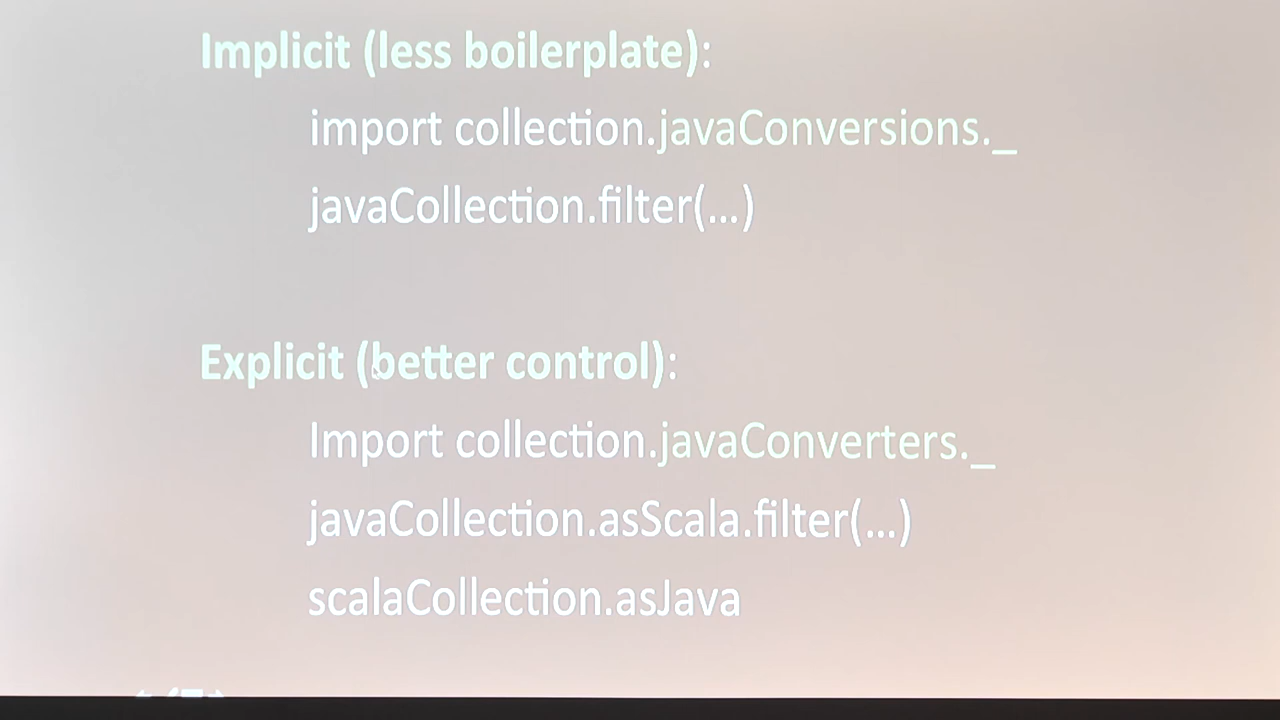 Implicit (less boilerplate):
import collection.javaConversions._
javaCollection.filter(...)
Explicit (better control):
Import collection.javaConverters._
javaCollection.asScala.filter(...)
scalaCollection.asJava